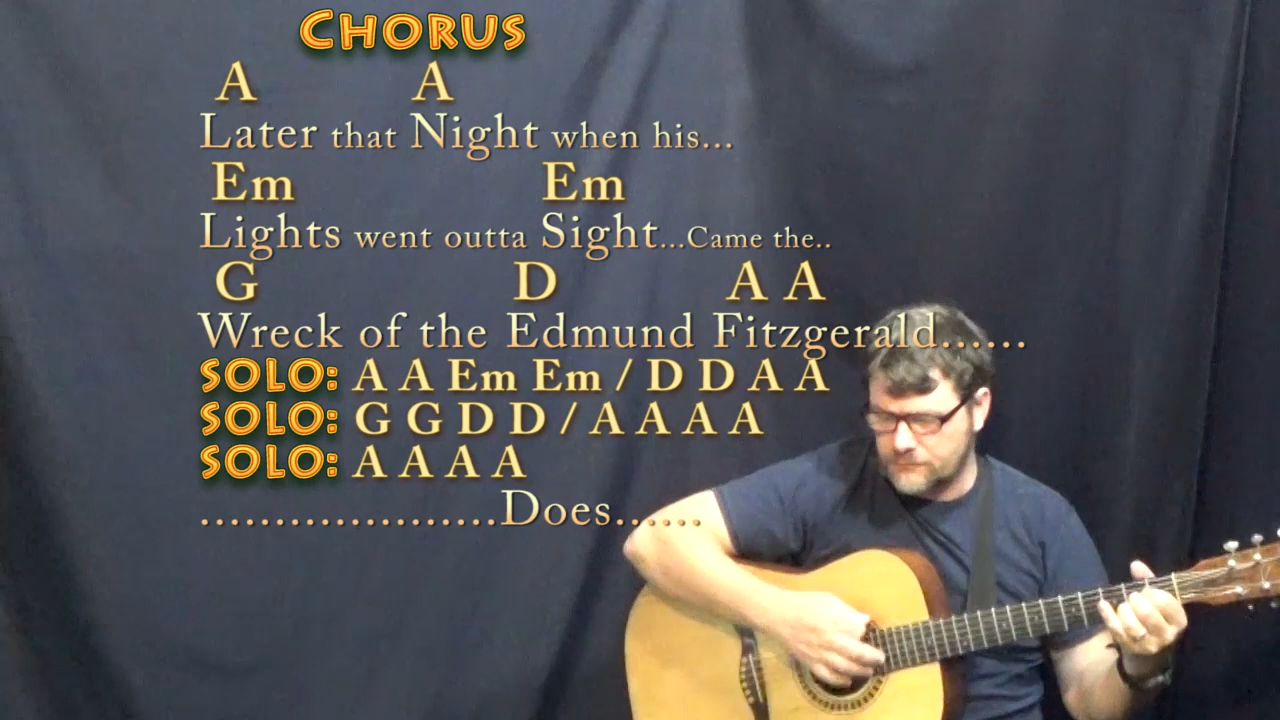 CHORUS
A A
Later that Night when his...
Em Em
Lights went outta Sight...Came the..
G D A A
Wreck of the Edmund Fitzgerald......
SOLO: A A Em Em / D D A A
SOLO: G G D D / A A A A
SOLO: A A A A
....................Does......